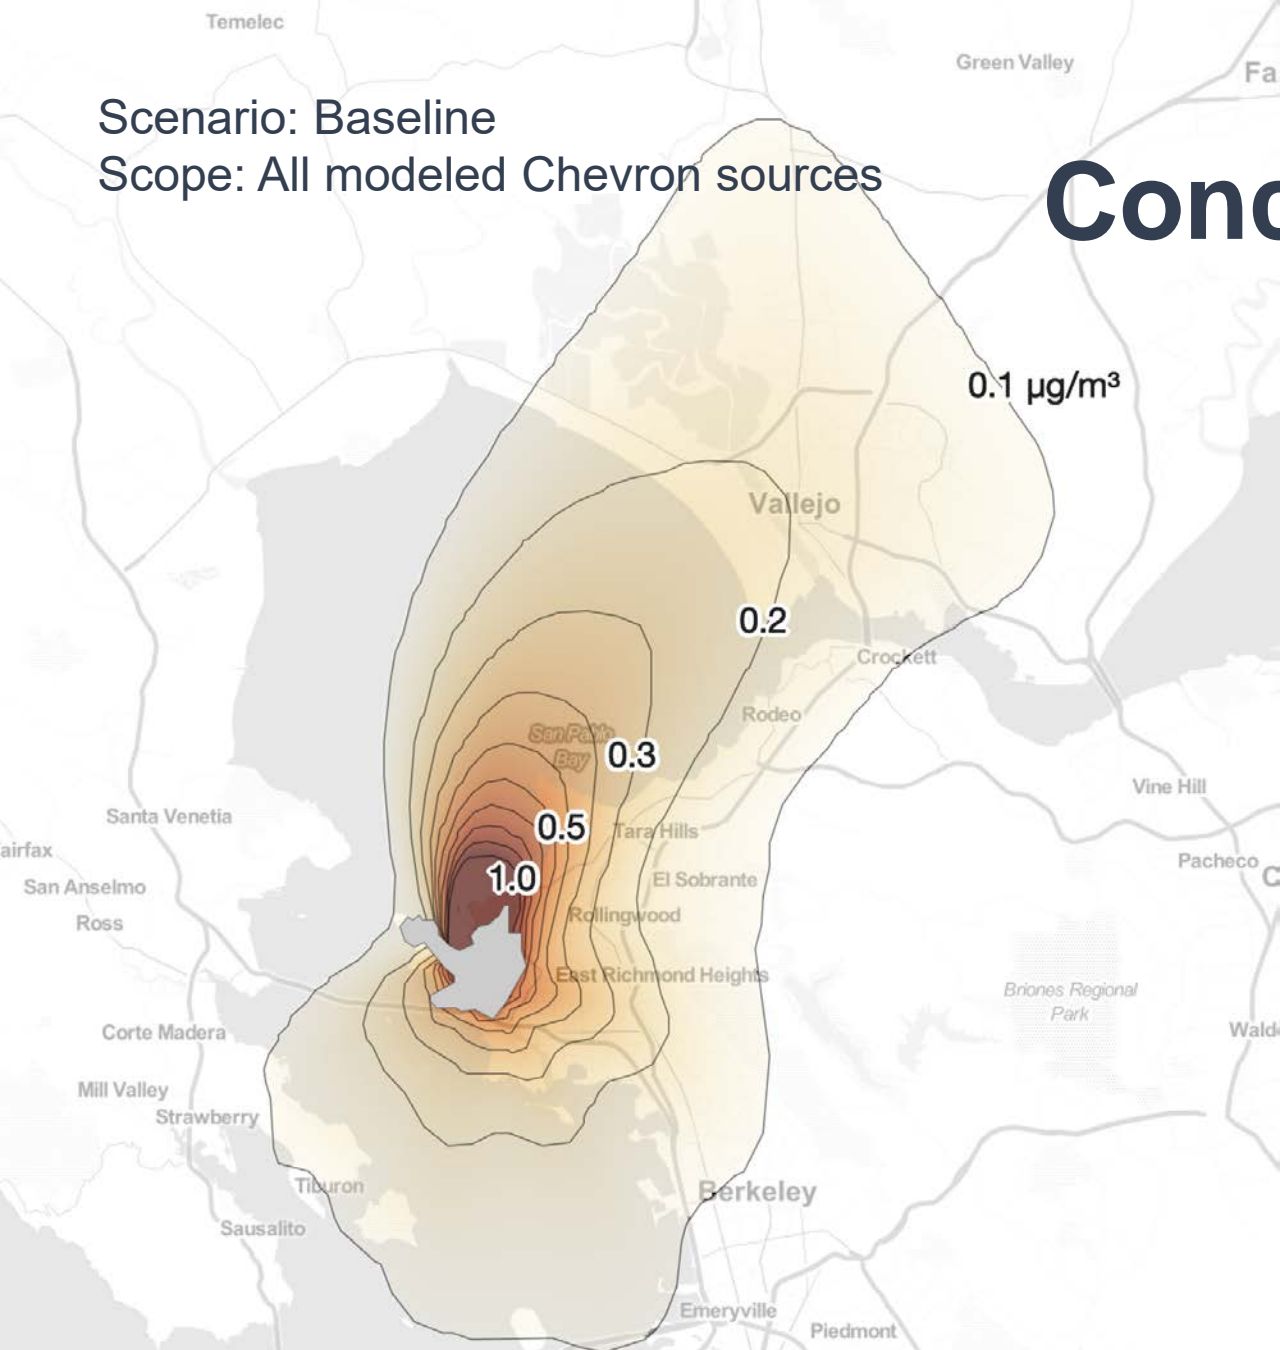 Temelec
Green Valley
Fa
Scenario: Baseline
Scope: All modeled Chevron sources
Conc
0.1 µg/m³
Vallejo
0.2
Crockett
Rodeo
San Pablo
Bay
0.3
Vine Hill
Santa Venetia
0.5
Tara Hills
airfax
Pacheco
C
San Anselmo
1.0
El Sobrante
Ross
Rollingwood
East Richmond Heights
Briones Regional
Park
Corte Madera
Wald
Mill Valley
Strawberry
Tiburon
Berkeley
Sausalito
Emeryville
Piedmont